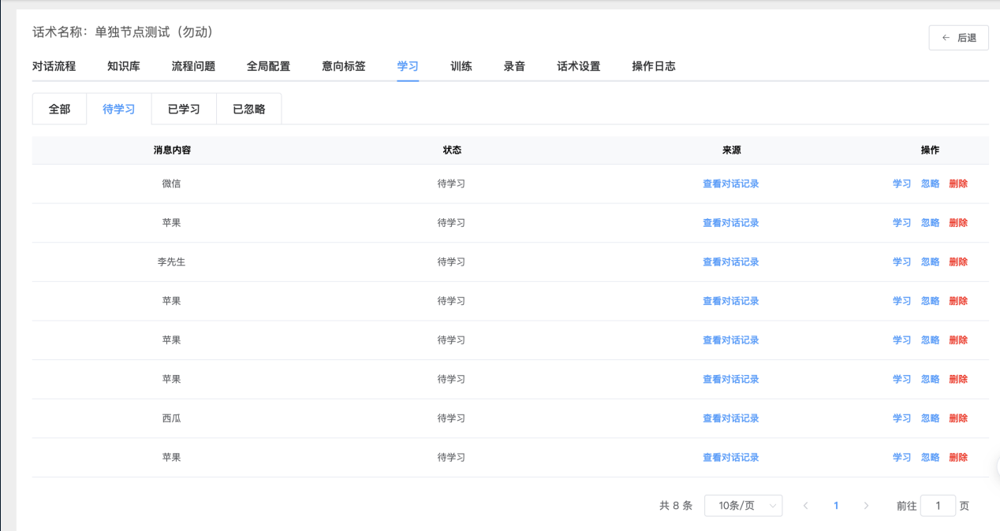 话术名称：单独节点测试（勿动）
← 后退
对话流程 知识库 流程问题 全局配置 意向标签 学习 训练 录音 话术设置 操作日志
全部 待学习 已学习 已忽略
消息内容 状态 来源 操作
微信 待学习 查看对话记录 学习 忽略 删除
苹果 待学习 查看对话记录 学习 忽略 删除
李先生 待学习 查看对话记录 学习 忽略 删除
苹果 待学习 查看对话记录 学习 忽略 删除
苹果 待学习 查看对话记录 学习 忽略 删除
苹果 待学习 查看对话记录 学习 忽略 删除
西瓜 待学习 查看对话记录 学习 忽略 删除
苹果 待学习 查看对话记录 学习 忽略 删除
共 8 条 10条/页 1 前往 1 页